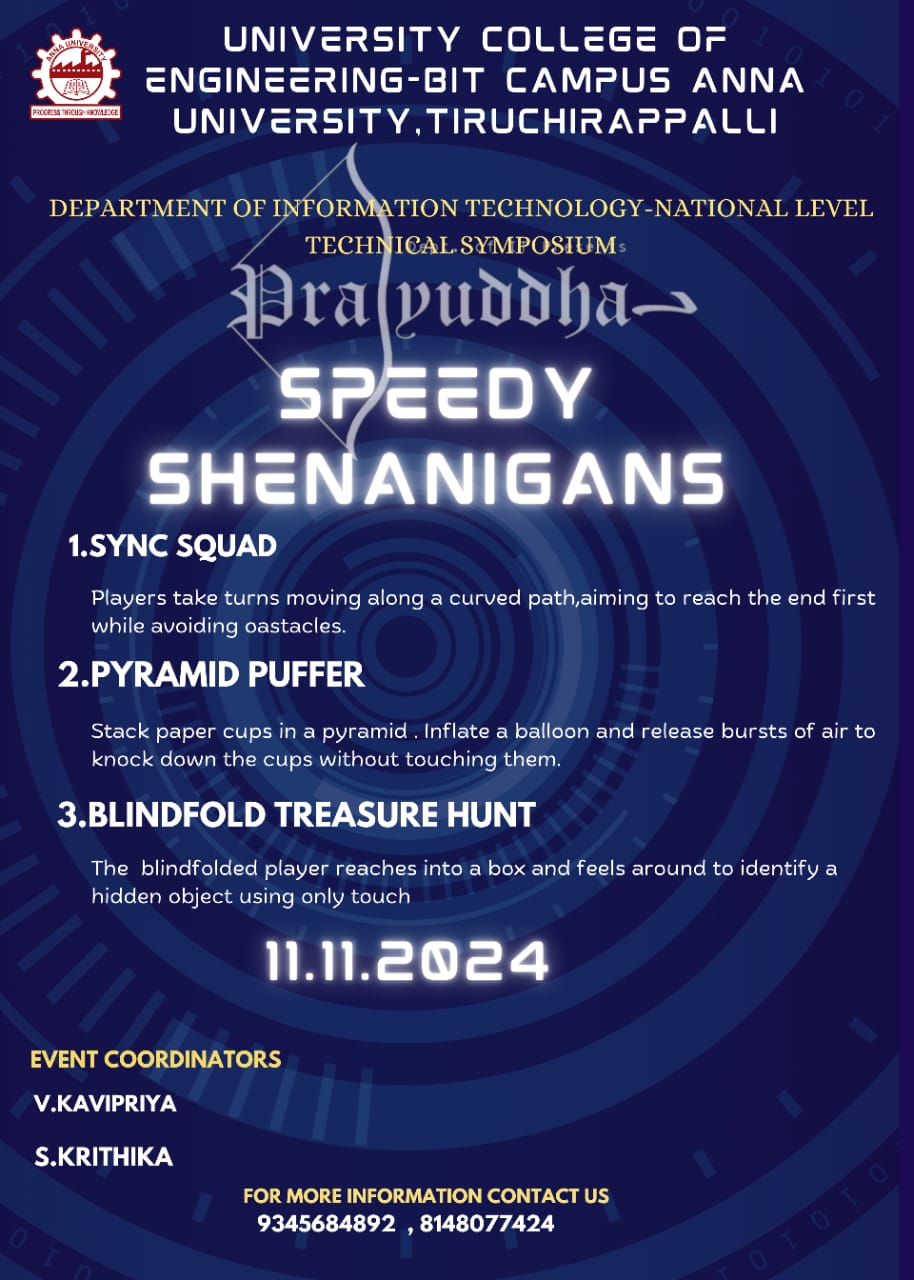 ANNA UNIVERSITY
PROGRESS THROUGH KNOWLEDGE
UNIVERSITY COLLEGE OF
ENGINEERING-BIT CAMPUS ANNA
UNIVERSITY,TIRUCHIRAPPALLI
DEPARTMENT OF INFORMATION TECHNOLOGY-NATIONAL LEVEL
TECHNICAL SYMPOSIUM
Pratyuddha
SPEEDY
SHENANIGANS
1.SYNC SQUAD
Players take turns moving along a curved path,aiming to reach the end first
while avoiding oastacles.
2.PYRAMID PUFFER
Stack paper cups in a pyramid . Inflate a balloon and release bursts of air to
knock down the cups without touching them.
3.BLINDFOLD TREASURE HUNT
The blindfolded player reaches into a box and feels around to identify a
hidden object using only touch
11.11.2024
EVENT COORDINATORS
V.KAVIPRIYA
S.KRITHIKA
FOR MORE INFORMATION CONTACT US
9345684892 , 8148077424